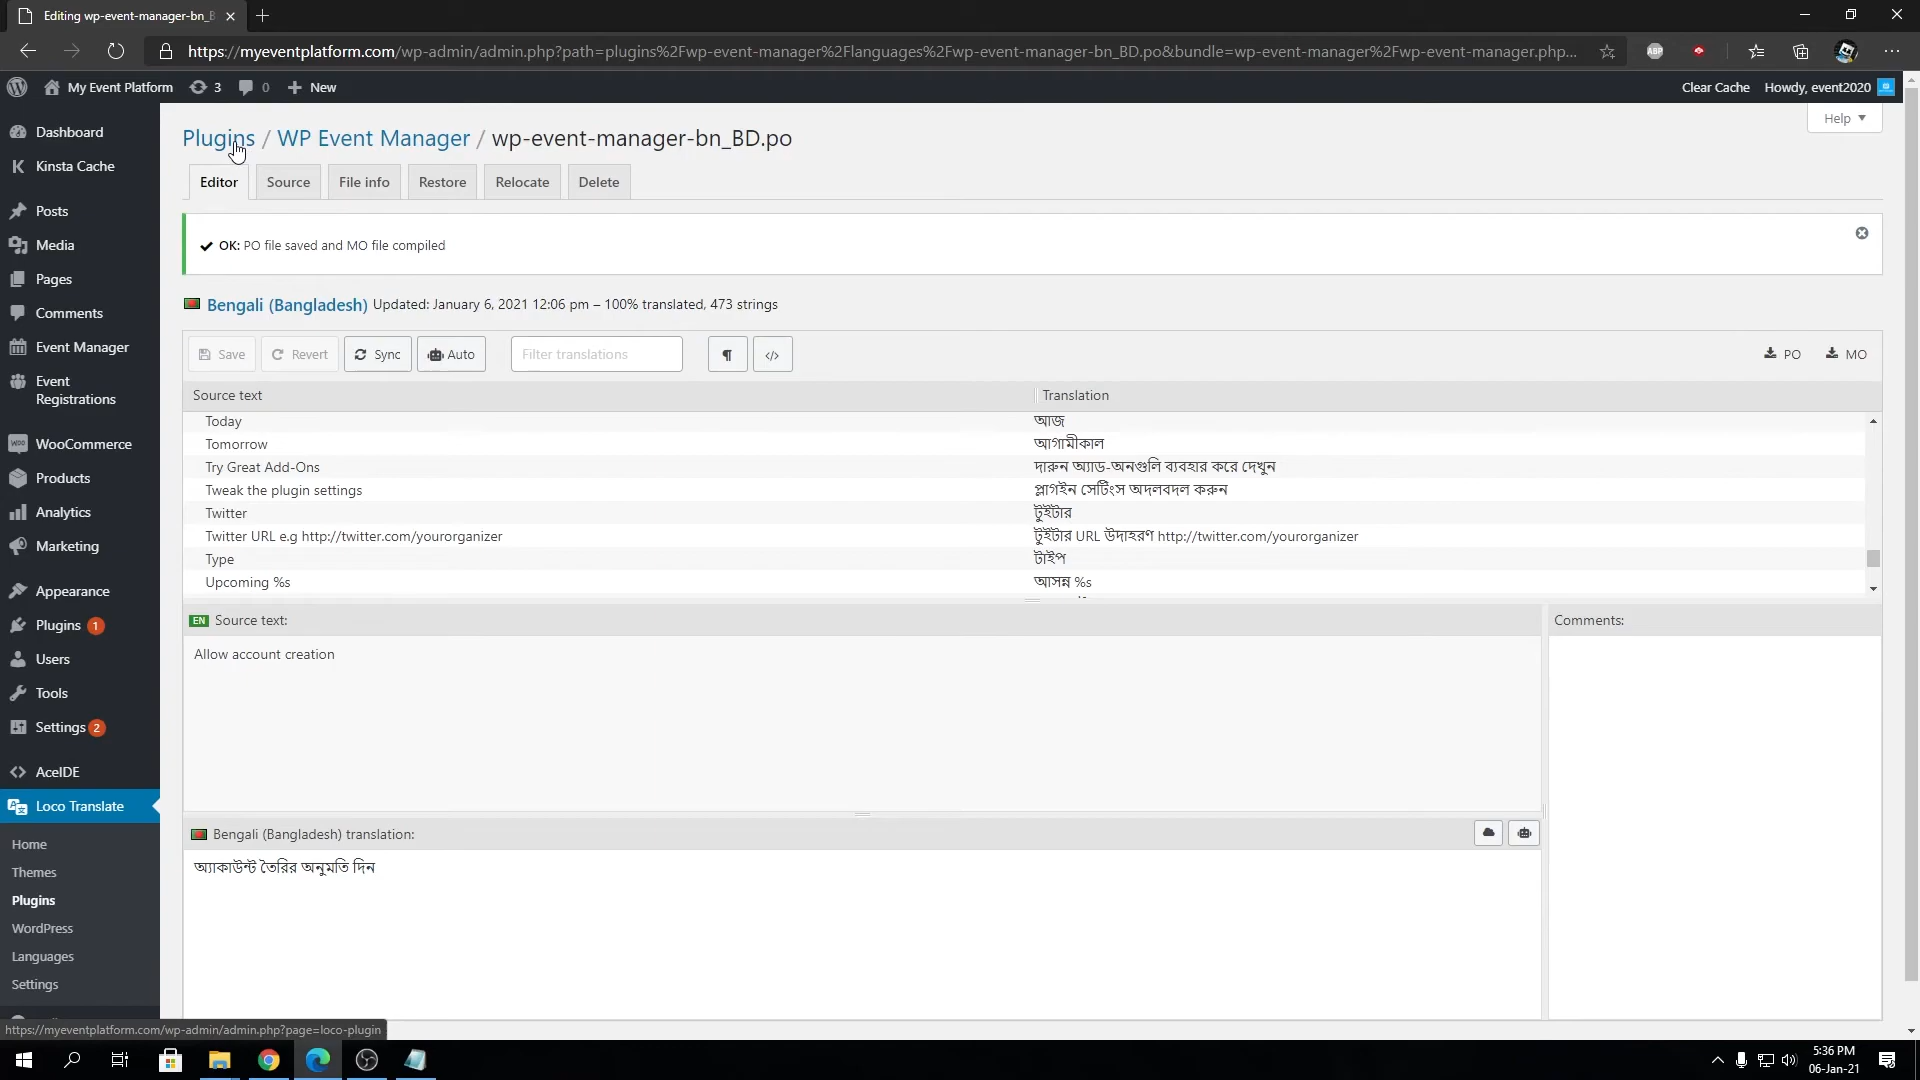 Editing wp-event-manager-bn_B
https://myeventplatform.com/wp-admin/admin.php?path=plugins%2Fwp-event-manager%2Flanguages%2Fwp-event-manager-bn_BD.po&bundle=wp-event-manager%2Fwp-event-manager.php...
ABP
My Event Platform
3
0
New
Clear Cache
Howdy, event2020
Help
Dashboard
Kinsta Cache
Posts
Media
Pages
Comments
Event Manager
Event
Registrations
WooCommerce
Products
Analytics
Marketing
Appearance
Plugins 1
Users
Tools
Settings 2
AceIDE
Loco Translate
Home
Themes
Plugins
WordPress
Languages
Settings
Plugins / WP Event Manager / wp-event-manager-bn_BD.po
Editor
Source
File info
Restore
Relocate
Delete
OK: PO file saved and MO file compiled
Bengali (Bangladesh) Updated: January 6, 2021 12:06 pm – 100% translated, 473 strings
Save
Revert
Sync
Auto
Filter translations
¶
</>
PO
MO
Source text
Translation
Today
আজ
Tomorrow
আগামীকাল
Try Great Add-Ons
দারুন অ্যাড-অনগুলি ব্যবহার করে দেখুন
Tweak the plugin settings
প্লাগইন সেটিংস অদলবদল করুন
Twitter
টুইটার
Twitter URL e.g http://twitter.com/yourorganizer
টুইটার URL উদাহরণ http://twitter.com/yourorganizer
Type
টাইপ
Upcoming %s
আসন্ন %s
EN Source text:
Comments:
Allow account creation
Bengali (Bangladesh) translation:
অ্যাকাউন্ট তৈরির অনুমতি দিন
https://myeventplatform.com/wp-admin/admin.php?page=loco-plugin
5:36 PM
06-Jan-21